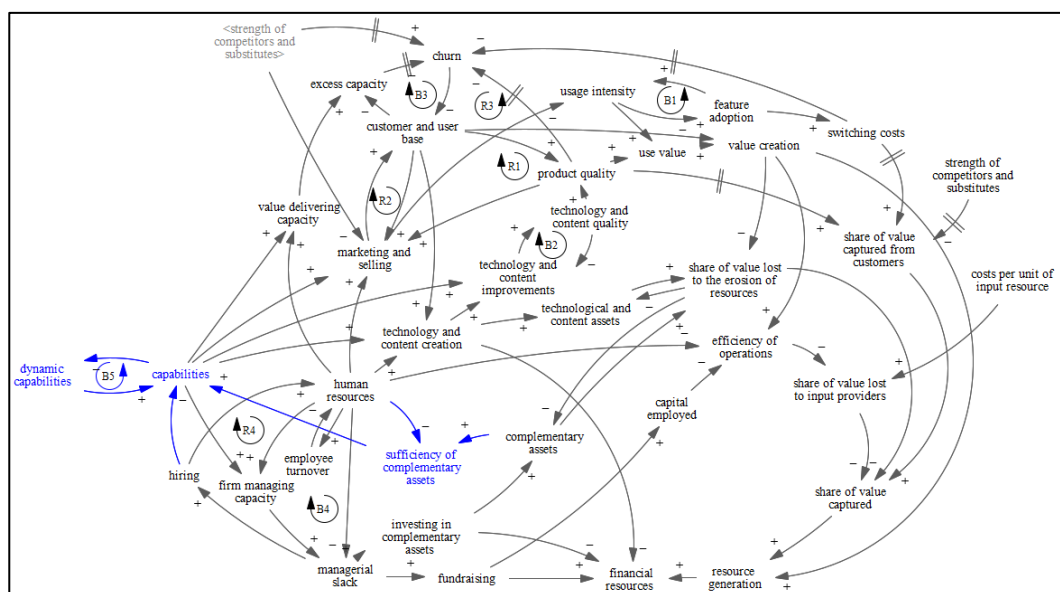 <strength of
competitors and
substitutes>
churn
excess capacity
B3
R3
usage intensity
B1
feature
adoption
customer and user
base
switching costs
use value
value creation
R1
product quality
strength of
competitors and
substitutes
value delivering
capacity
R2
technology and
content quality
marketing and
selling
B2
share of value
captured from
customers
technology and
content
improvements
share of value lost
to the erosion of
resources
costs per unit of
input resource
technological and
content assets
technology and
content creation
efficiency of
operations
dynamic
capabilities
B5
capabilities
human
resources
share of value lost
to input providers
capital
employed
R4
complementary
assets
employee
turnover
sufficiency of
complementary
assets
hiring
firm managing
capacity
B4
share of value
captured
investing in
complementary
assets
managerial
slack
fundraising
financial
resources
resource
generation